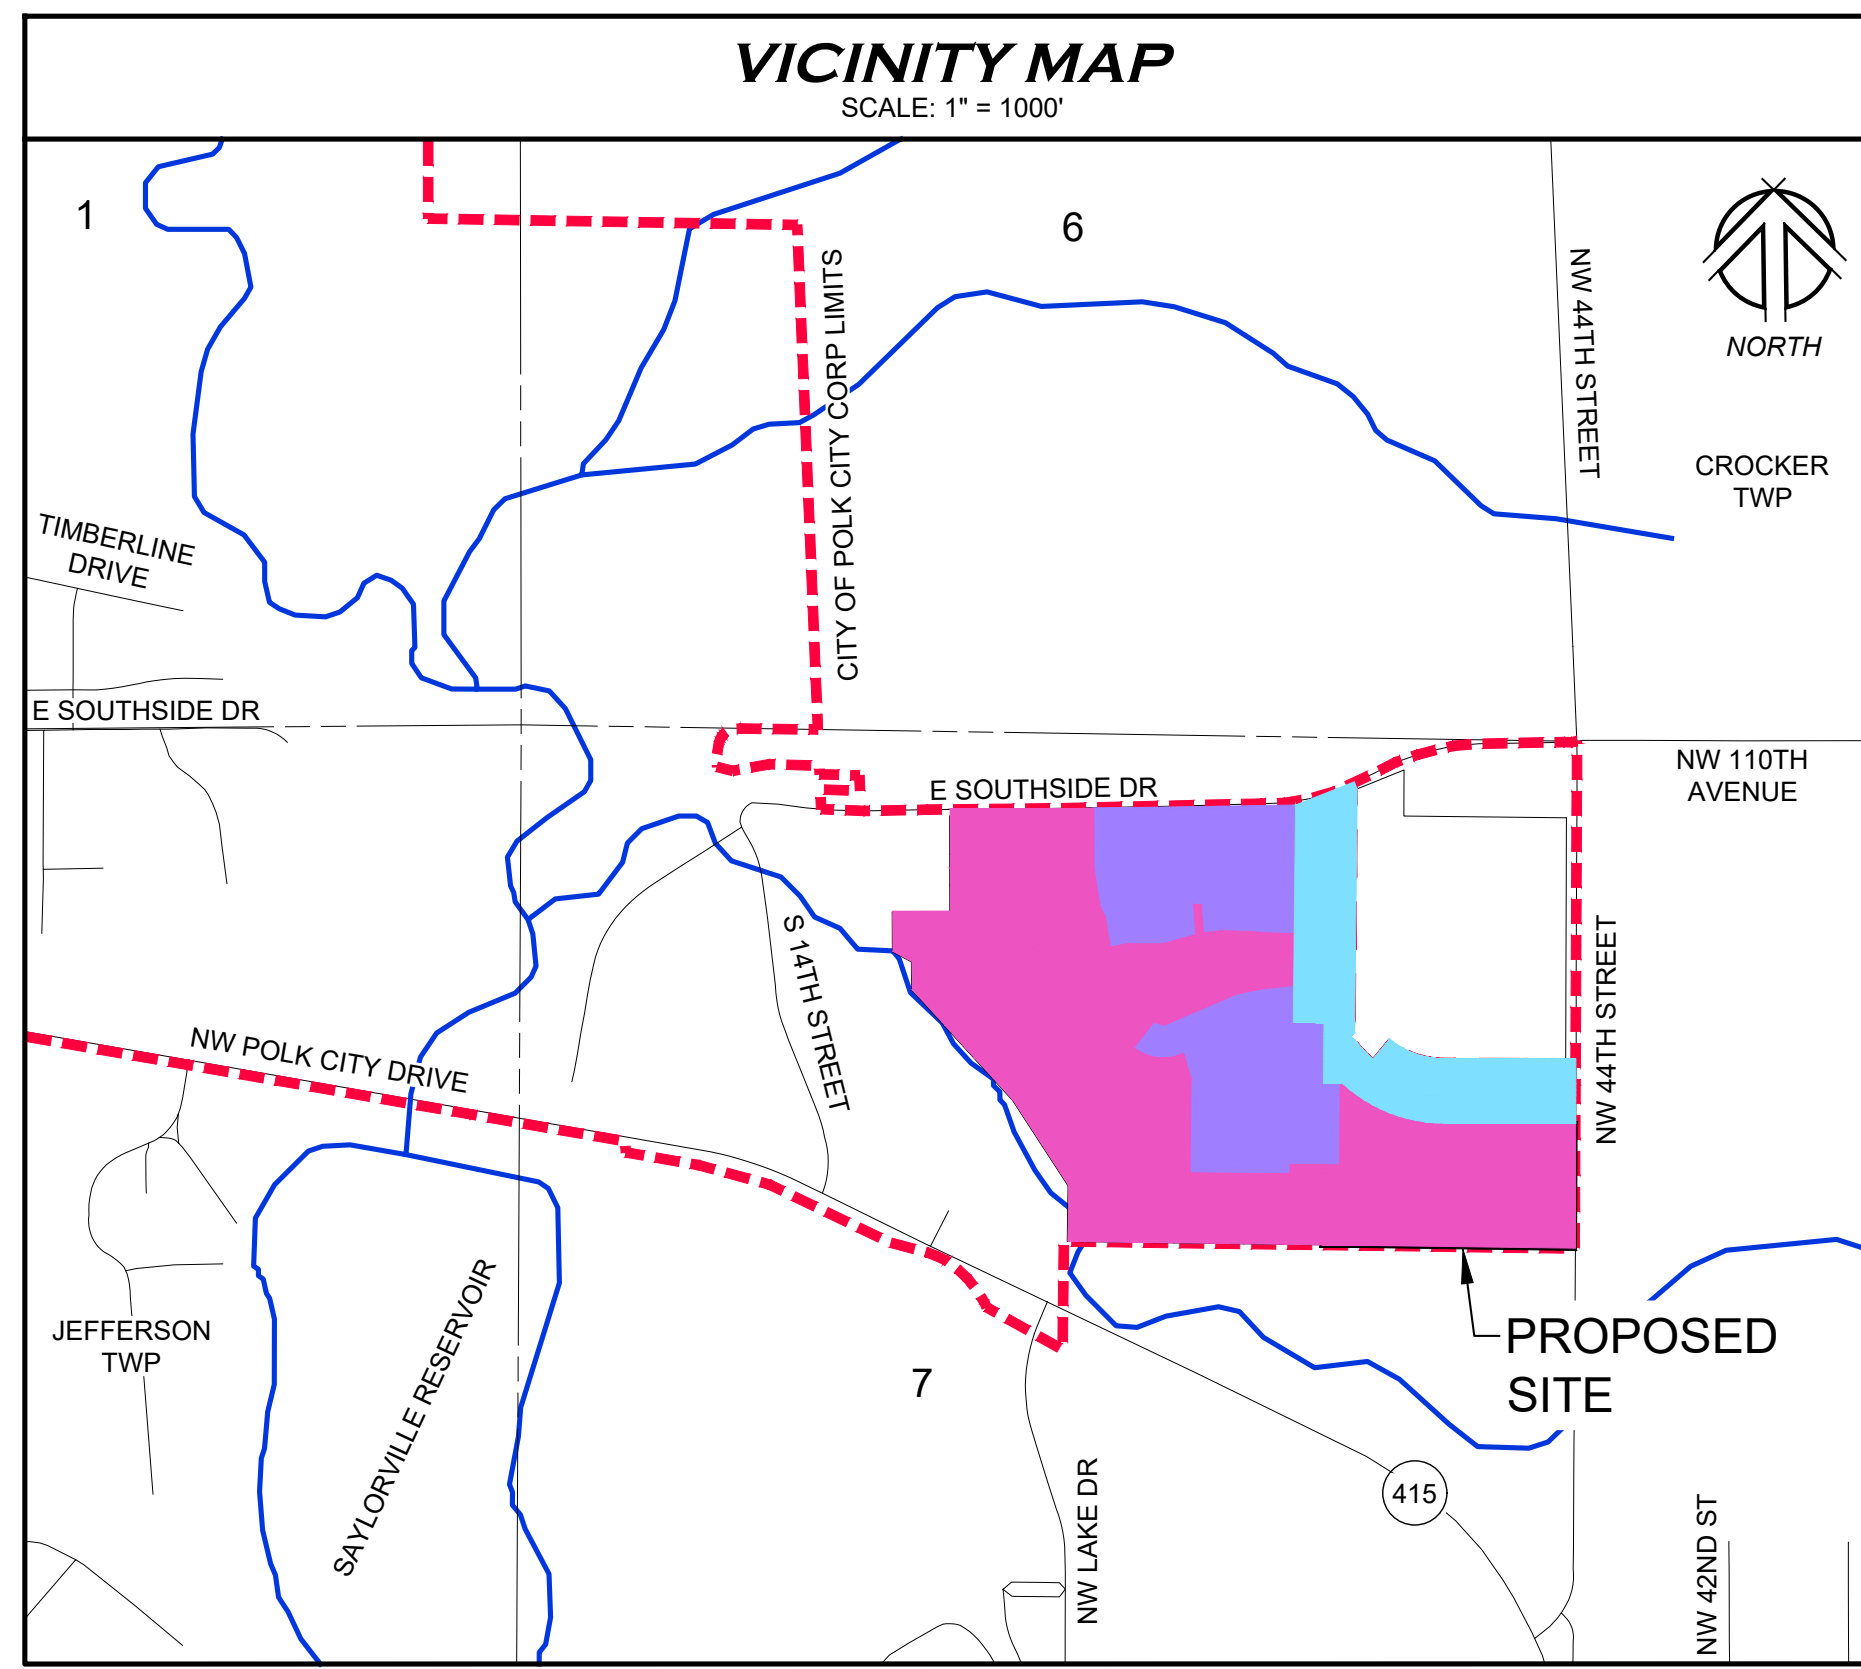 VICINITY MAP
SCALE: 1" = 1000'
1
6
NORTH
NW 44TH STREET
CITY OF POLK CITY CORP LIMITS
CROCKER
TWP
TIMBERLINE
DRIVE
E SOUTHSIDE DR
E SOUTHSIDE DR
NW 110TH
AVENUE
S 14TH STREET
NW 44TH STREET
NW POLK CITY DRIVE
SAYLORVILLE RESERVOIR
JEFFERSON
TWP
PROPOSED
SITE
7
415
NW LAKE DR
NW 42ND ST